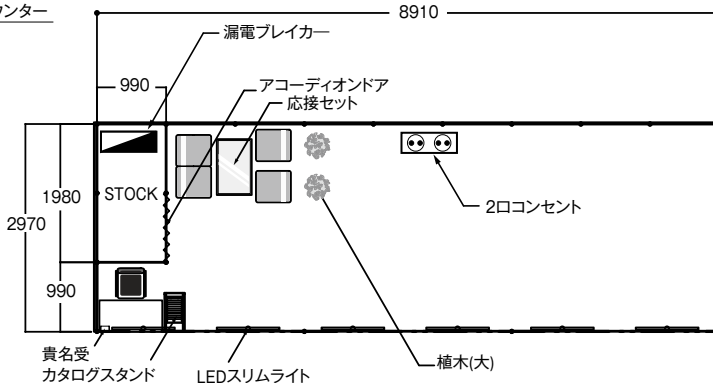 ウンター
8910
漏電ブレイカー
990
アコーディオンドア
応接セット
1980
STOCK
2口コンセント
2970
990
貴名受
カタログスタンド
LEDスリムライト
植木(大)